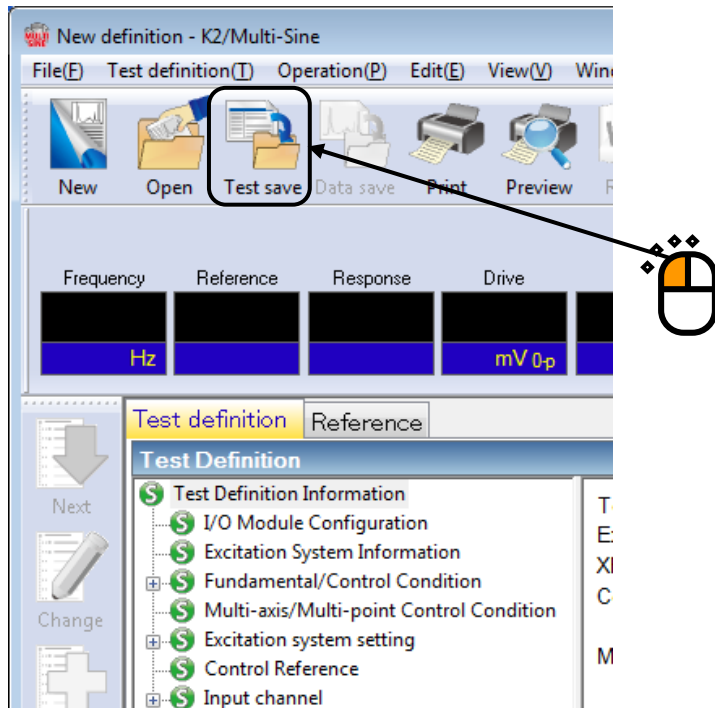 MULTI SINE
New definition - K2/Multi-Sine
File(F) Test definition(T) Operation(P) Edit(E) View(V) Win
New Open Test save Data save Print Preview R
Frequency Reference Response Drive
Hz mV 0-p
Test definition Reference
Test Definition
Test Definition Information
I/O Module Configuration
Excitation System Information
Fundamental/Control Condition
Multi-axis/Multi-point Control Condition
Excitation system setting
Control Reference
Input channel
Next
Change
T
E
C
M